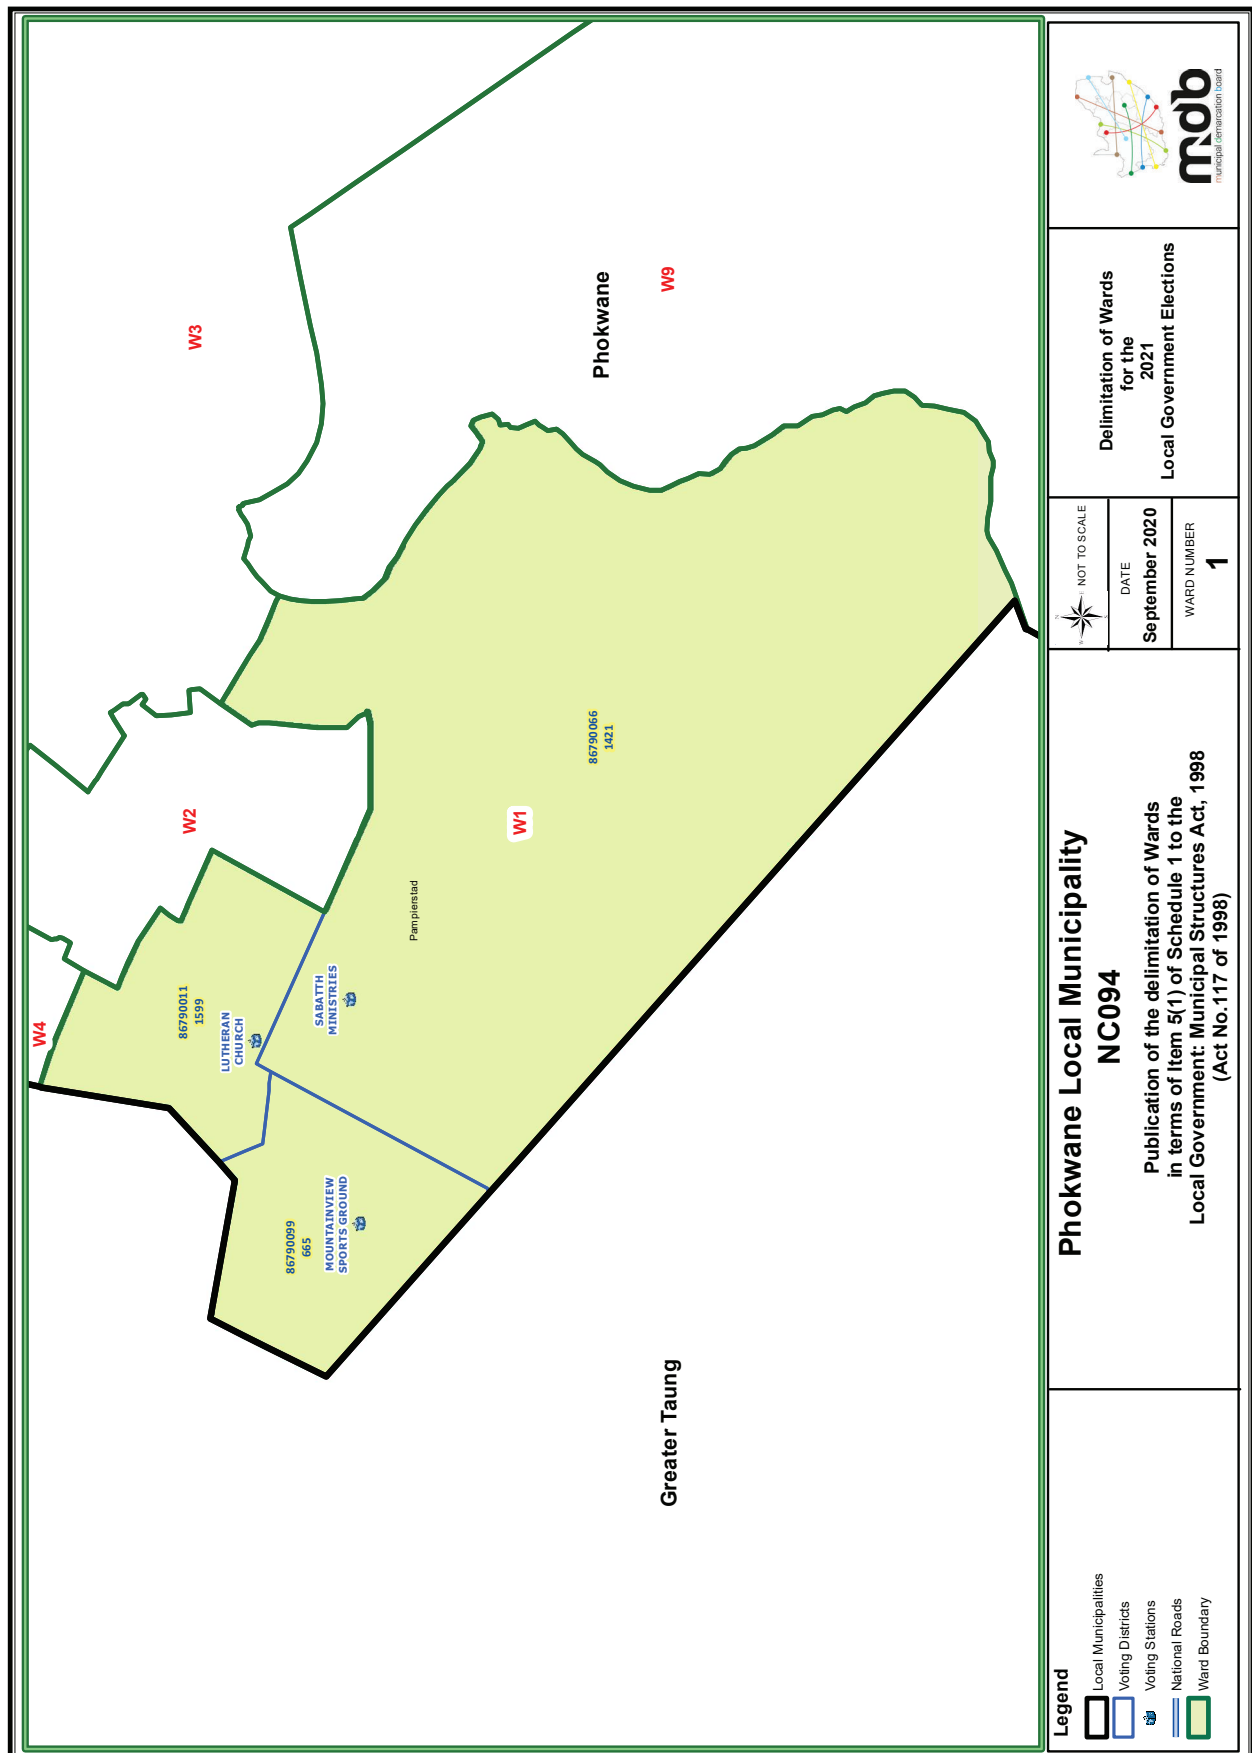 W4
W3
W2
86790011
1599
LUTHERAN
CHURCH
SABATTH
MINISTRIES
86790099
665
MOUNTAINVIEW
SPORTS GROUND
Pampierstad
W1
86790066
1421
Phokwane
W9
Greater Taung
Legend
Local Municipalities
Voting Districts
Voting Stations
National Roads
Ward Boundary
Phokwane Local Municipality
NC094
Publication of the delimitation of Wards
in terms of Item 5(1) of Schedule 1 to the
Local Government: Municipal Structures Act, 1998
(Act No.117 of 1998)
N
W E
S
NOT TO SCALE
DATE
September 2020
WARD NUMBER
1
Delimitation of Wards
for the
2021
Local Government Elections
mdb
municipal demarcation board